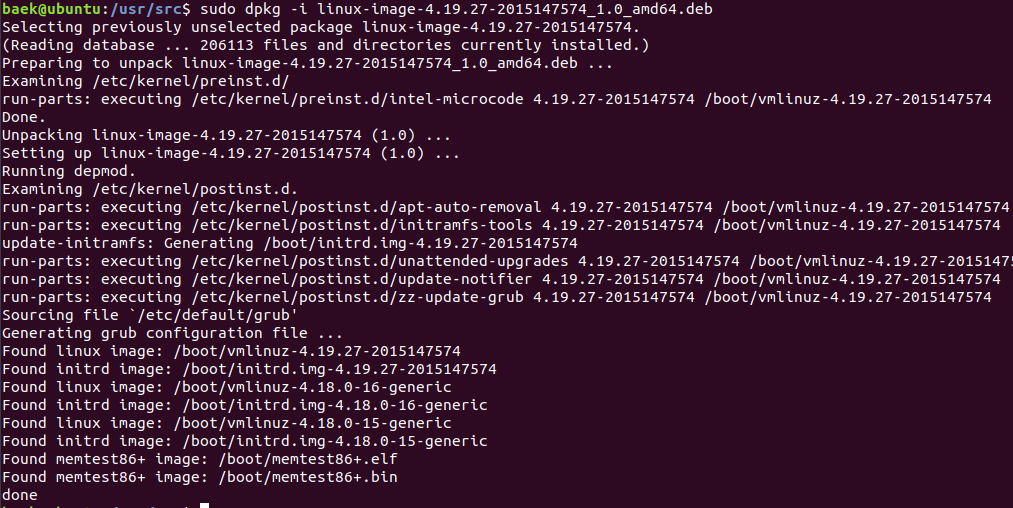 baek@ubuntu:/usr/src$ sudo dpkg -i linux-image-4.19.27-2015147574_1.0_amd64.deb
Selecting previously unselected package linux-image-4.19.27-2015147574.
(Reading database ... 206113 files and directories currently installed.)
Preparing to unpack linux-image-4.19.27-2015147574_1.0_amd64.deb ...
Examining /etc/kernel/preinst.d/
run-parts: executing /etc/kernel/preinst.d/intel-microcode 4.19.27-2015147574 /boot/vmlinuz-4.19.27-2015147574
Done.
Unpacking linux-image-4.19.27-2015147574 (1.0) ...
Setting up linux-image-4.19.27-2015147574 (1.0) ...
Running depmod.
Examining /etc/kernel/postinst.d.
run-parts: executing /etc/kernel/postinst.d/apt-auto-removal 4.19.27-2015147574 /boot/vmlinuz-4.19.27-2015147574
run-parts: executing /etc/kernel/postinst.d/initramfs-tools 4.19.27-2015147574 /boot/vmlinuz-4.19.27-2015147574
update-initramfs: Generating /boot/initrd.img-4.19.27-2015147574
run-parts: executing /etc/kernel/postinst.d/unattended-upgrades 4.19.27-2015147574 /boot/vmlinuz-4.19.27-201514757
run-parts: executing /etc/kernel/postinst.d/update-notifier 4.19.27-2015147574 /boot/vmlinuz-4.19.27-2015147574
run-parts: executing /etc/kernel/postinst.d/zz-update-grub 4.19.27-2015147574 /boot/vmlinuz-4.19.27-2015147574
Sourcing file `/etc/default/grub'
Generating grub configuration file ...
Found linux image: /boot/vmlinuz-4.19.27-2015147574
Found initrd image: /boot/initrd.img-4.19.27-2015147574
Found linux image: /boot/vmlinuz-4.18.0-16-generic
Found initrd image: /boot/initrd.img-4.18.0-16-generic
Found linux image: /boot/vmlinuz-4.18.0-15-generic
Found initrd image: /boot/initrd.img-4.18.0-15-generic
Found memtest86+ image: /boot/memtest86+.elf
Found memtest86+ image: /boot/memtest86+.bin
done